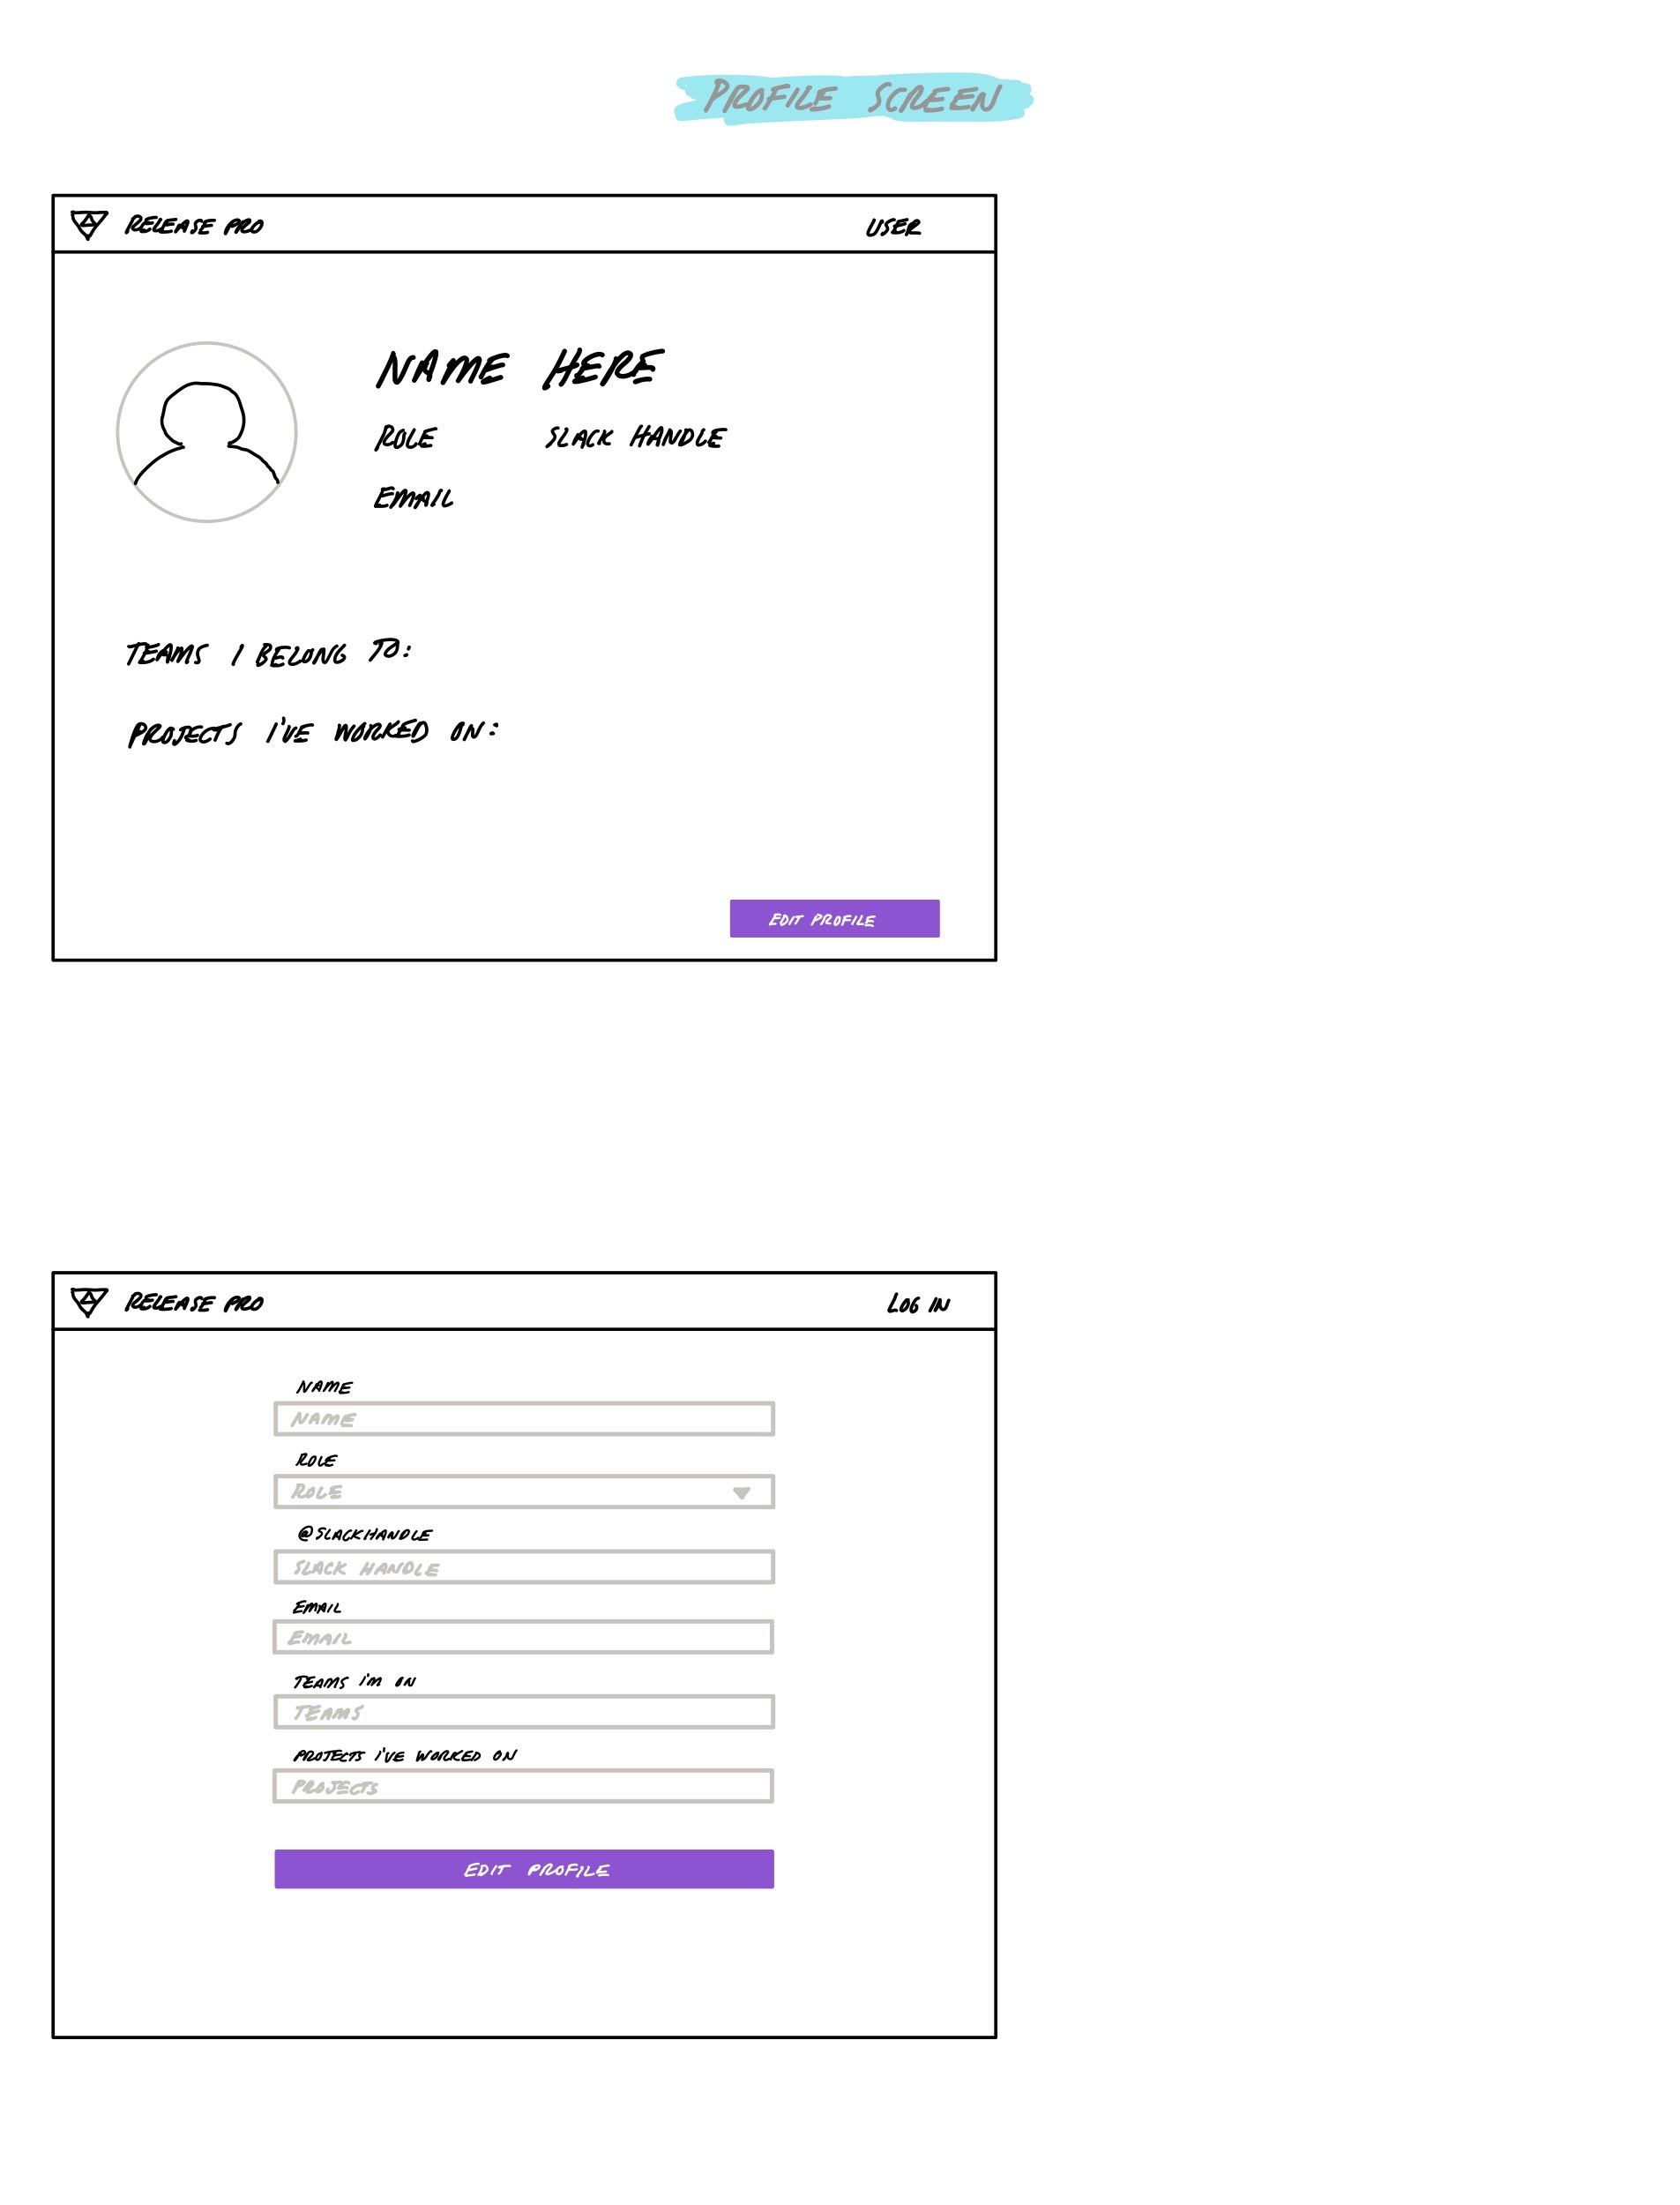 PROFILE SCREEN
RELEASE PRO
USER
NAME HERE
ROLE SLACK HANDLE
EMAIL
TEAMS I BELONG TO:
PROJECTS I'VE WORKED ON:
EDIT PROFILE
RELEASE PRO
LOG IN
NAME
NAME
ROLE
ROLE
@SLACKHANDLE
SLACK HANDLE
EMAIL
EMAIL
TEAMS I'M ON
TEAMS
PROJECTS I'VE WORKED ON
PROJECTS
EDIT PROFILE